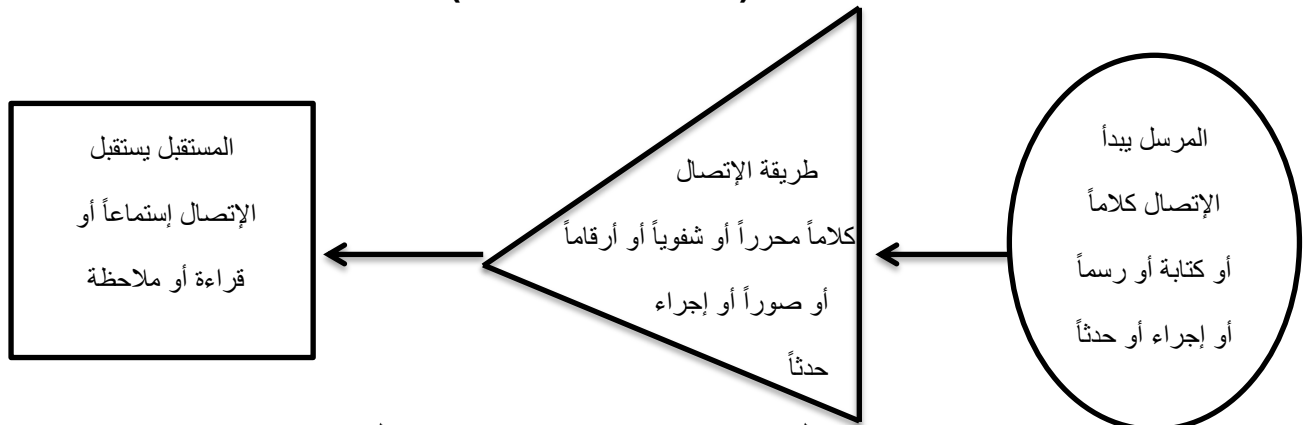 المرسل يبدأ
الإتصال كلاماً
أو كتابة أو رسماً
أو إجراء أو حدثاً
طريقة الإتصال
كلاماً محرراً أو شفوياً أو أرقاماً
أو صوراً أو إجراء
حدثاً
المستقبل يستقبل
الإتصال إستماعاً أو
قراءة أو ملاحظة